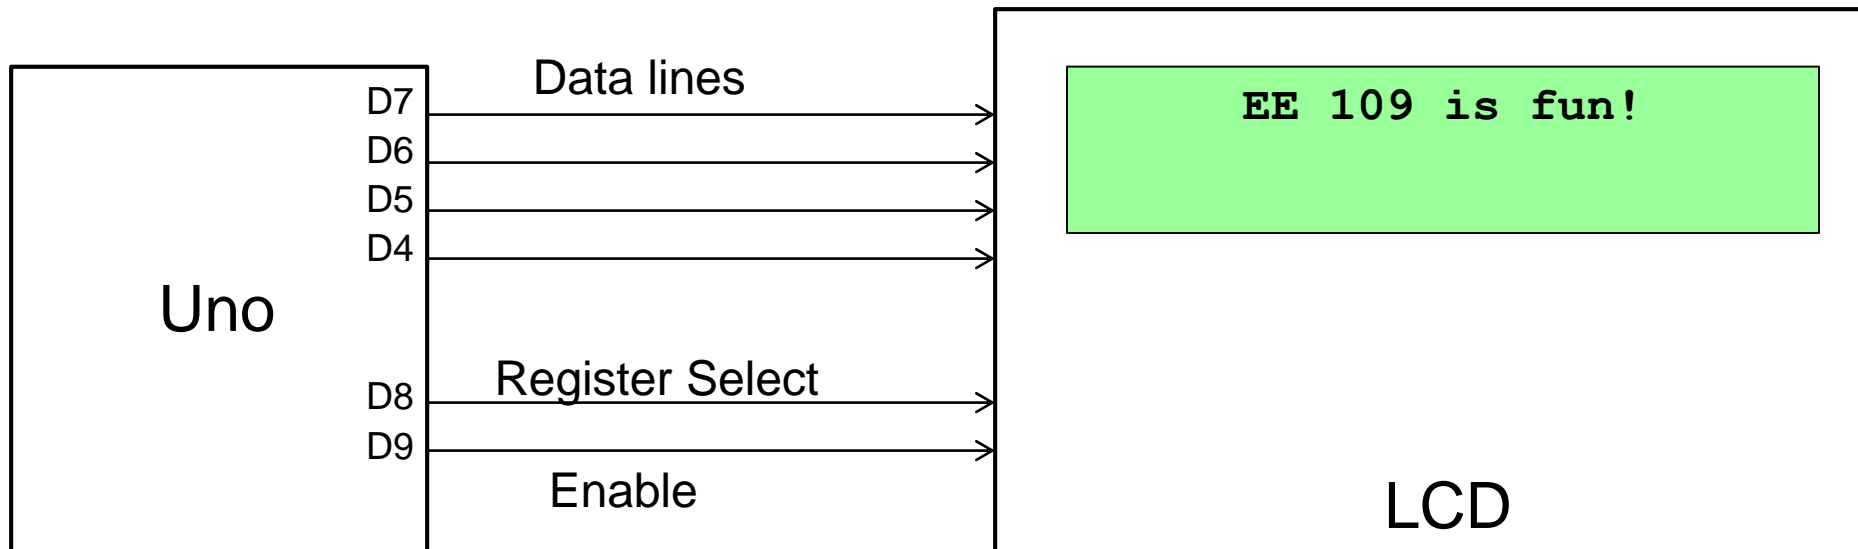 Data lines
EE 109 is fun!
D7
D6
D5
D4
Uno
Register Select
D8
D9
Enable
LCD